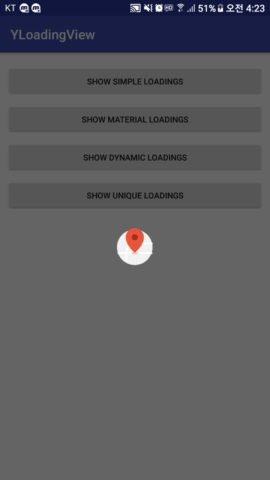 KT 51% 오전 4:23
YLoadingView
SHOW SIMPLE LOADINGS
SHOW MATERIAL LOADINGS
SHOW DYNAMIC LOADINGS
SHOW UNIQUE LOADINGS